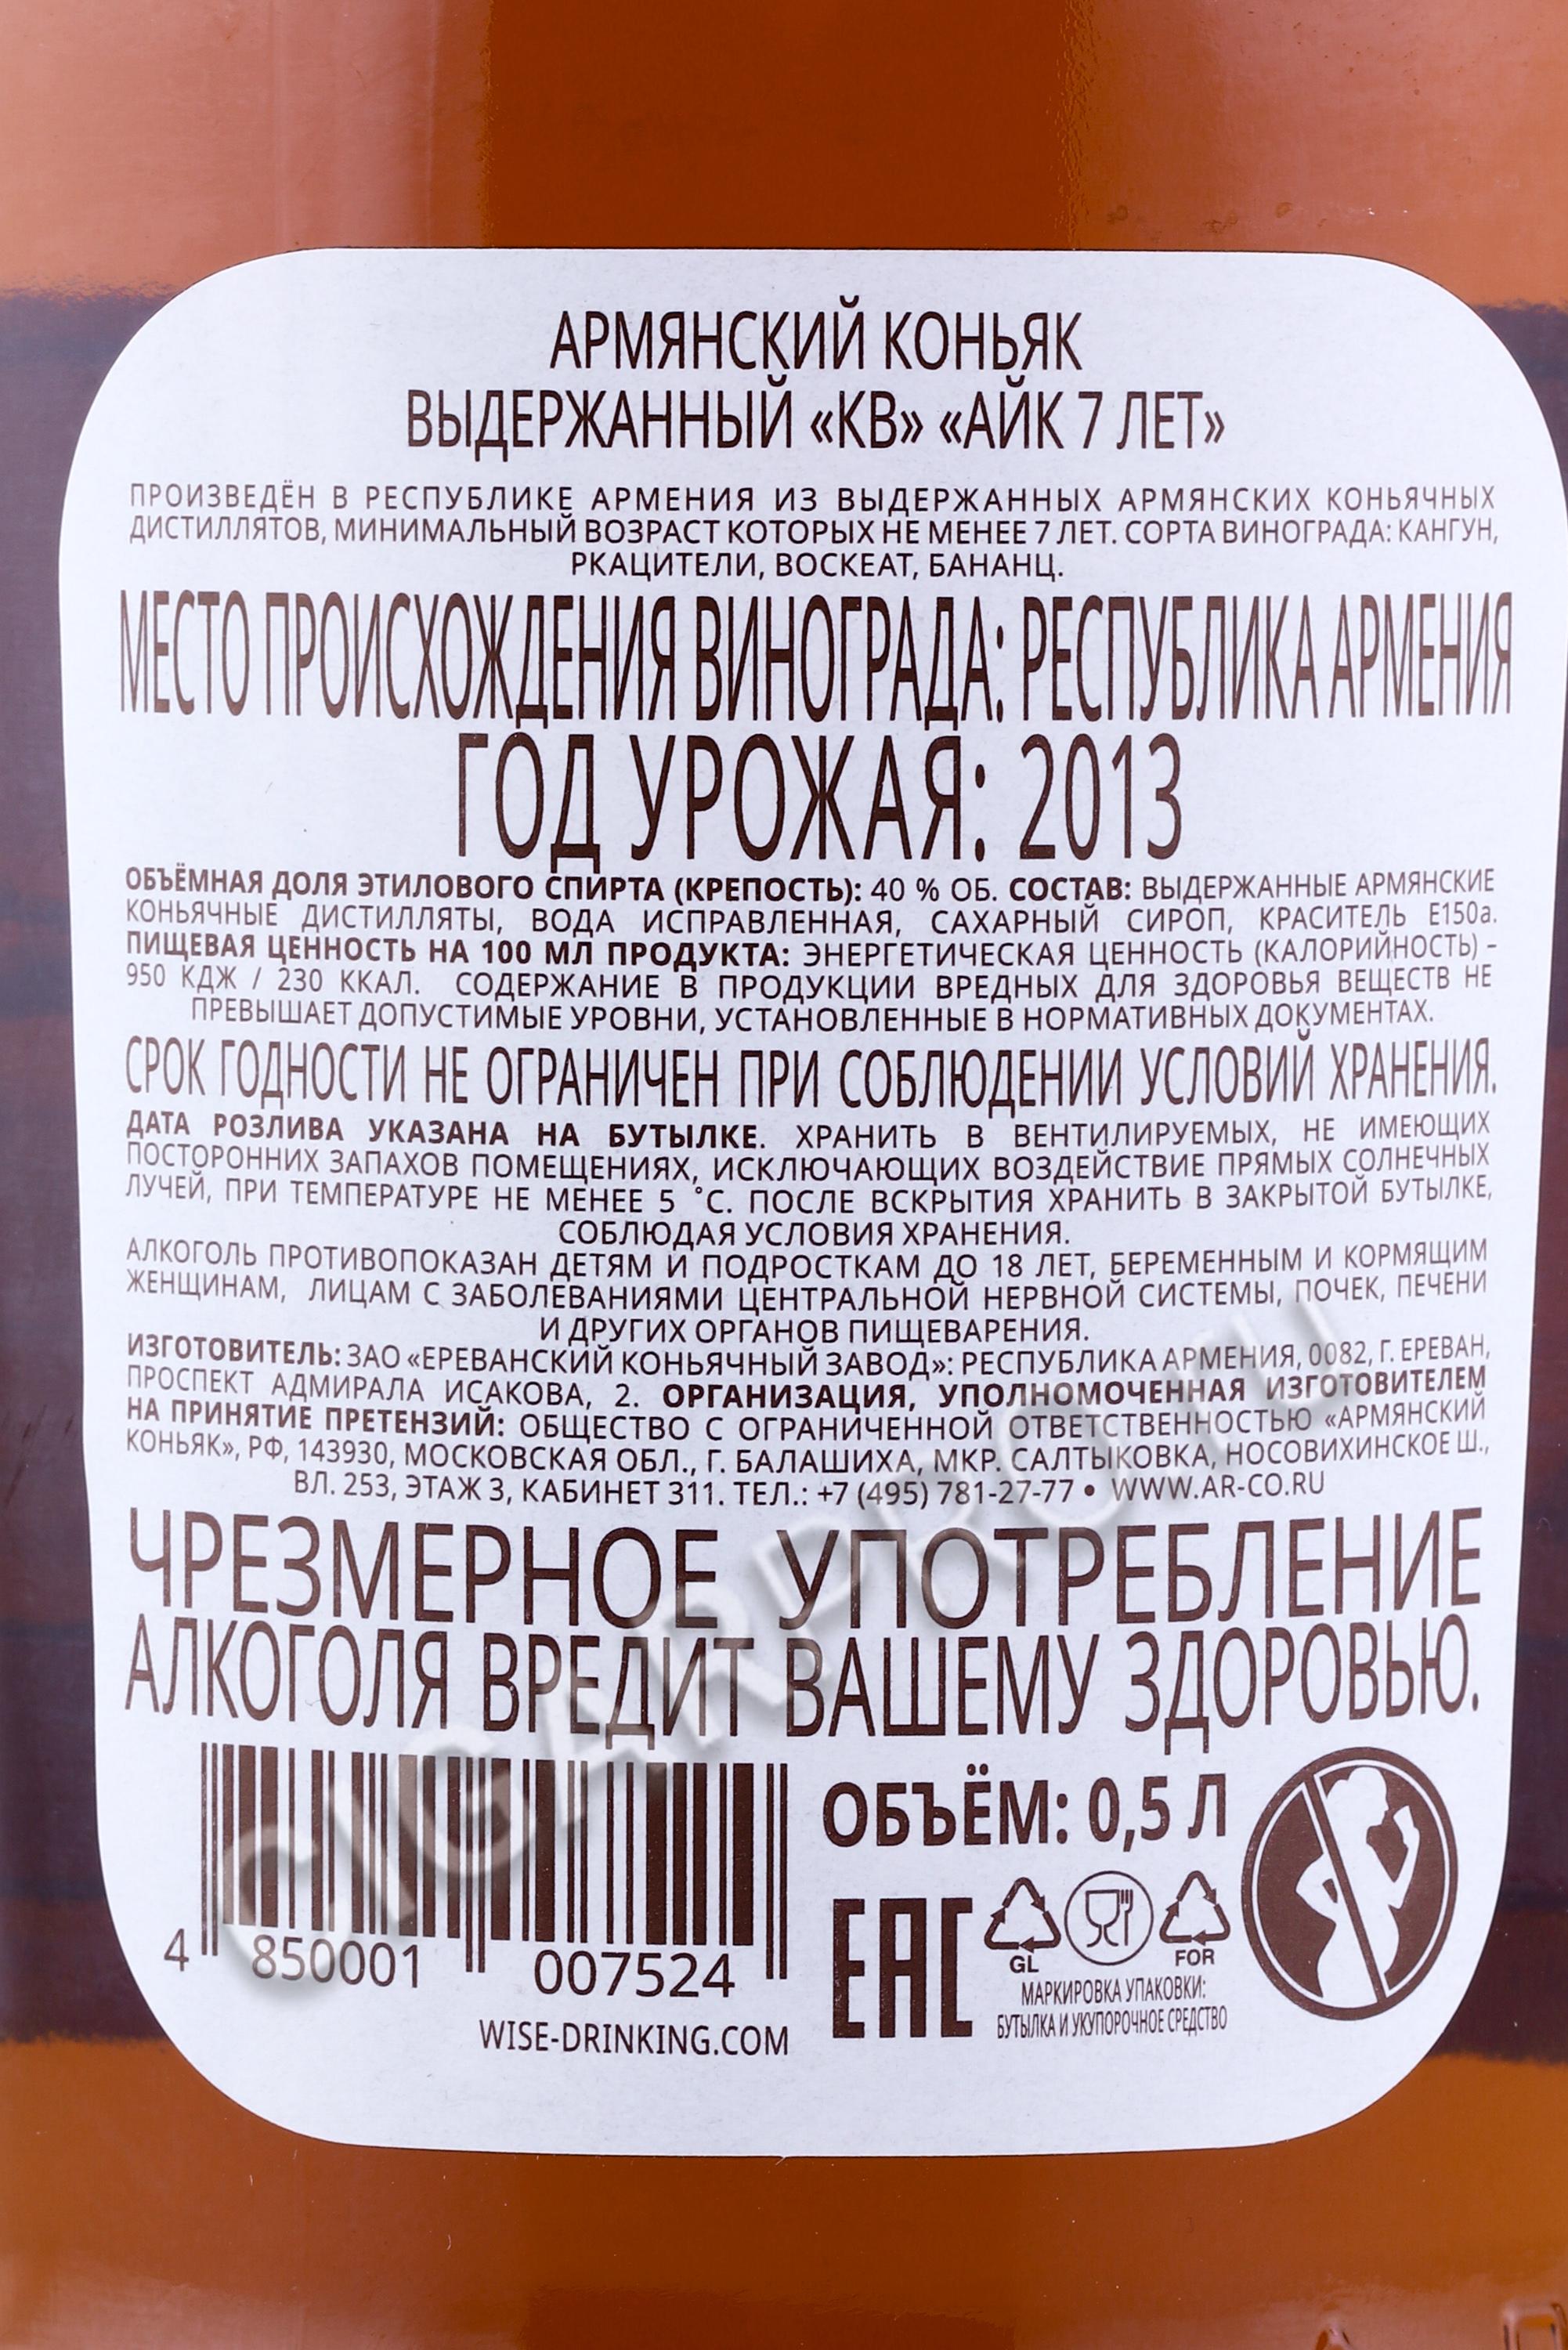 АРМЯНСКИЙ КОНЬЯК
ВЫДЕРЖАННЫЙ «КВ» «АЙК 7 ЛЕТ»
ПРОИЗВЕДЁН В РЕСПУБЛИКЕ АРМЕНИЯ ИЗ ВЫДЕРЖАННЫХ АРМЯНСКИХ КОНЬЯЧНЫХ
ДИСТИЛЛЯТОВ, МИНИМАЛЬНЫЙ ВОЗРАСТ КОТОРЫХ НЕ МЕНЕЕ 7 ЛЕТ. СОРТА ВИНОГРАДА: КАНГУН,
РКАЦИТЕЛИ, ВОСКЕАТ, БАНАНЦ.
МЕСТО ПРОИСХОЖДЕНИЯ ВИНОГРАДА: РЕСПУБЛИКА АРМЕНИЯ
ГОД УРОЖАЯ: 2013
ОБЪЁМНАЯ ДОЛЯ ЭТИЛОВОГО СПИРТА (КРЕПОСТЬ): 40 % ОБ. СОСТАВ: ВЫДЕРЖАННЫЕ АРМЯНСКИЕ
КОНЬЯЧНЫЕ ДИСТИЛЛЯТЫ, ВОДА ИСПРАВЛЕННАЯ, САХАРНЫЙ СИРОП, КРАСИТЕЛЬ Е150а.
ПИЩЕВАЯ ЦЕННОСТЬ НА 100 МЛ ПРОДУКТА: ЭНЕРГЕТИЧЕСКАЯ ЦЕННОСТЬ (КАЛОРИЙНОСТЬ) –
950 КДЖ / 230 ККАЛ. СОДЕРЖАНИЕ В ПРОДУКЦИИ ВРЕДНЫХ ДЛЯ ЗДОРОВЬЯ ВЕЩЕСТВ НЕ
ПРЕВЫШАЕТ ДОПУСТИМЫЕ УРОВНИ, УСТАНОВЛЕННЫЕ В НОРМАТИВНЫХ ДОКУМЕНТАХ.
СРОК ГОДНОСТИ НЕ ОГРАНИЧЕН ПРИ СОБЛЮДЕНИИ УСЛОВИЙ ХРАНЕНИЯ.
ДАТА РОЗЛИВА УКАЗАНА НА БУТЫЛКЕ. ХРАНИТЬ В ВЕНТИЛИРУЕМЫХ, НЕ ИМЕЮЩИХ
ПОСТОРОННИХ ЗАПАХОВ ПОМЕЩЕНИЯХ, ИСКЛЮЧАЮЩИХ ВОЗДЕЙСТВИЕ ПРЯМЫХ СОЛНЕЧНЫХ
ЛУЧЕЙ, ПРИ ТЕМПЕРАТУРЕ НЕ МЕНЕЕ 5 °С. ПОСЛЕ ВСКРЫТИЯ ХРАНИТЬ В ЗАКРЫТОЙ БУТЫЛКЕ,
СОБЛЮДАЯ УСЛОВИЯ ХРАНЕНИЯ.
АЛКОГОЛЬ ПРОТИВОПОКАЗАН ДЕТЯМ И ПОДРОСТКАМ ДО 18 ЛЕТ, БЕРЕМЕННЫМ И КОРМЯЩИМ
ЖЕНЩИНАМ, ЛИЦАМ С ЗАБОЛЕВАНИЯМИ ЦЕНТРАЛЬНОЙ НЕРВНОЙ СИСТЕМЫ, ПОЧЕК, ПЕЧЕНИ
И ДРУГИХ ОРГАНОВ ПИЩЕВАРЕНИЯ.
ИЗГОТОВИТЕЛЬ: ЗАО «ЕРЕВАНСКИЙ КОНЬЯЧНЫЙ ЗАВОД»: РЕСПУБЛИКА АРМЕНИЯ, 0082, Г. ЕРЕВАН,
ПРОСПЕКТ АДМИРАЛА ИСАКОВА, 2. ОРГАНИЗАЦИЯ, УПОЛНОМОЧЕННАЯ ИЗГОТОВИТЕЛЕМ
НА ПРИНЯТИЕ ПРЕТЕНЗИЙ: ОБЩЕСТВО С ОГРАНИЧЕННОЙ ОТВЕТСТВЕННОСТЬЮ «АРМЯНСКИЙ
КОНЬЯК», РФ, 143930, МОСКОВСКАЯ ОБЛ., Г. БАЛАШИХА, МКР. САЛТЫКОВКА, НОСОВИХИНСКОЕ Ш.,
ВЛ. 253, ЭТАЖ 3, КАБИНЕТ 311. ТЕЛ.: +7 (495) 781-27-77 • WWW.AR-CO.RU
ЧРЕЗМЕРНОЕ УПОТРЕБЛЕНИЕ
АЛКОГОЛЯ ВРЕДИТ ВАШЕМУ ЗДОРОВЬЮ.
CIGARPRO.ru
ОБЪЁМ: 0,5 Л
4 850001 007524
EAC
GL
FOR
МАРКИРОВКА УПАКОВКИ:
БУТЫЛКА И УКУПОРОЧНОЕ СРЕДСТВО
WISE-DRINKING.COM